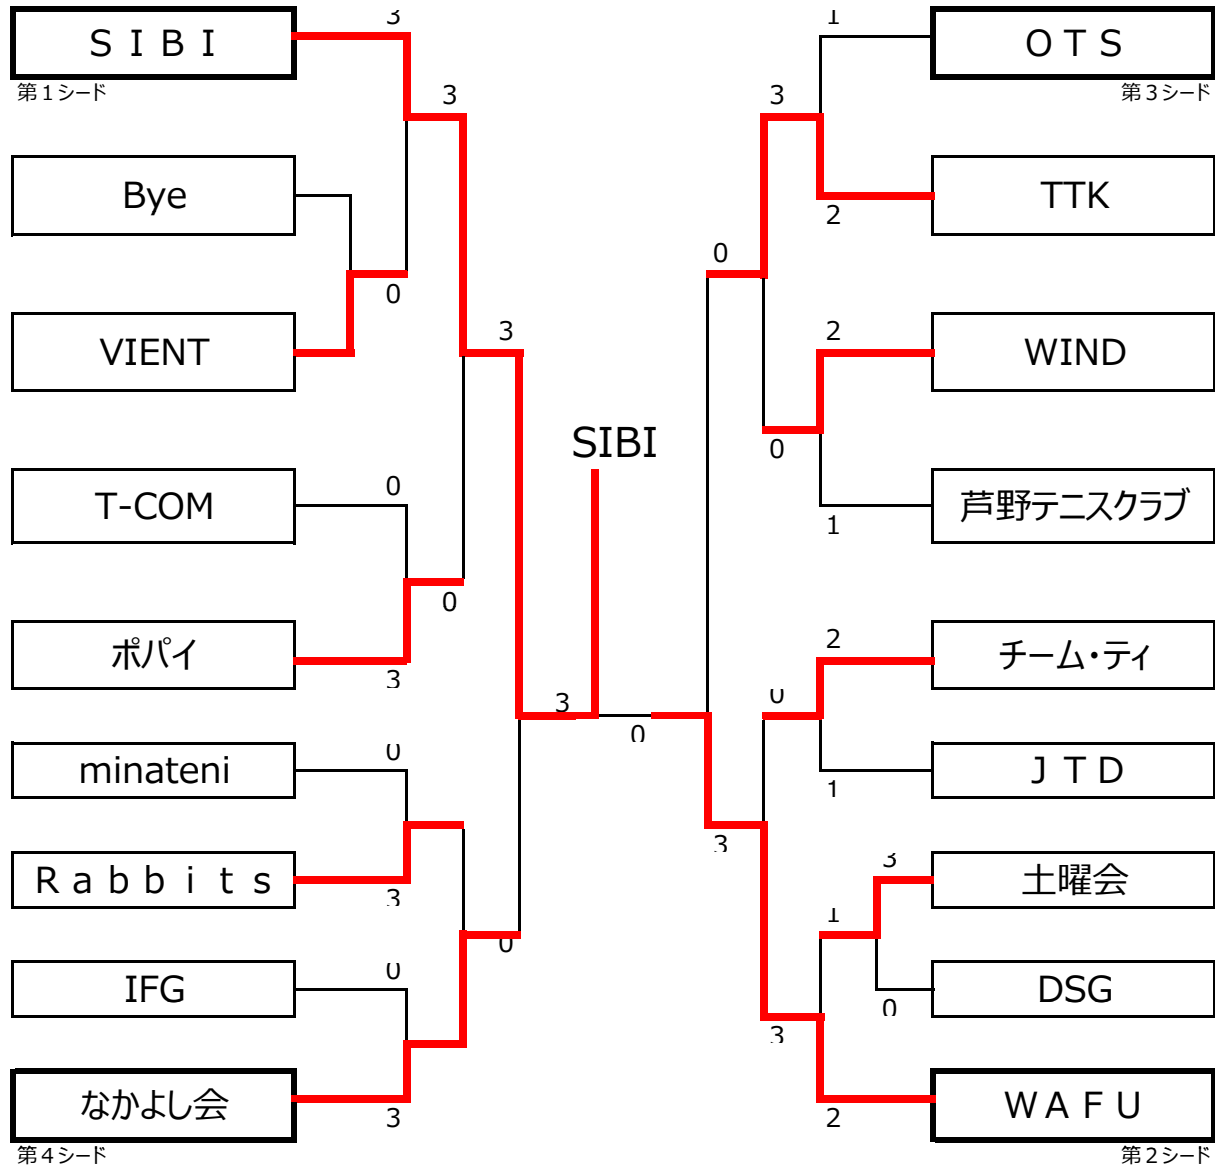 3
1
ＳＩＢＩ
ＯＴＳ
第１シード
3
3
第３シード
Bye
TTK
2
0
0
VIENT
3
2
WIND
SIBI
0
0
T-COM
0
芦野テニスクラブ
1
0
ポパイ
3
2
チーム・ティ
0
3
0
0
minateni
1
ＪＴＤ
3
3
Ｒａｂｂｉｔｓ
3
土曜会
1
0
0
IFG
0
DSG
3
なかよし会
3
2
ＷＡＦＵ
第４シード
第２シード